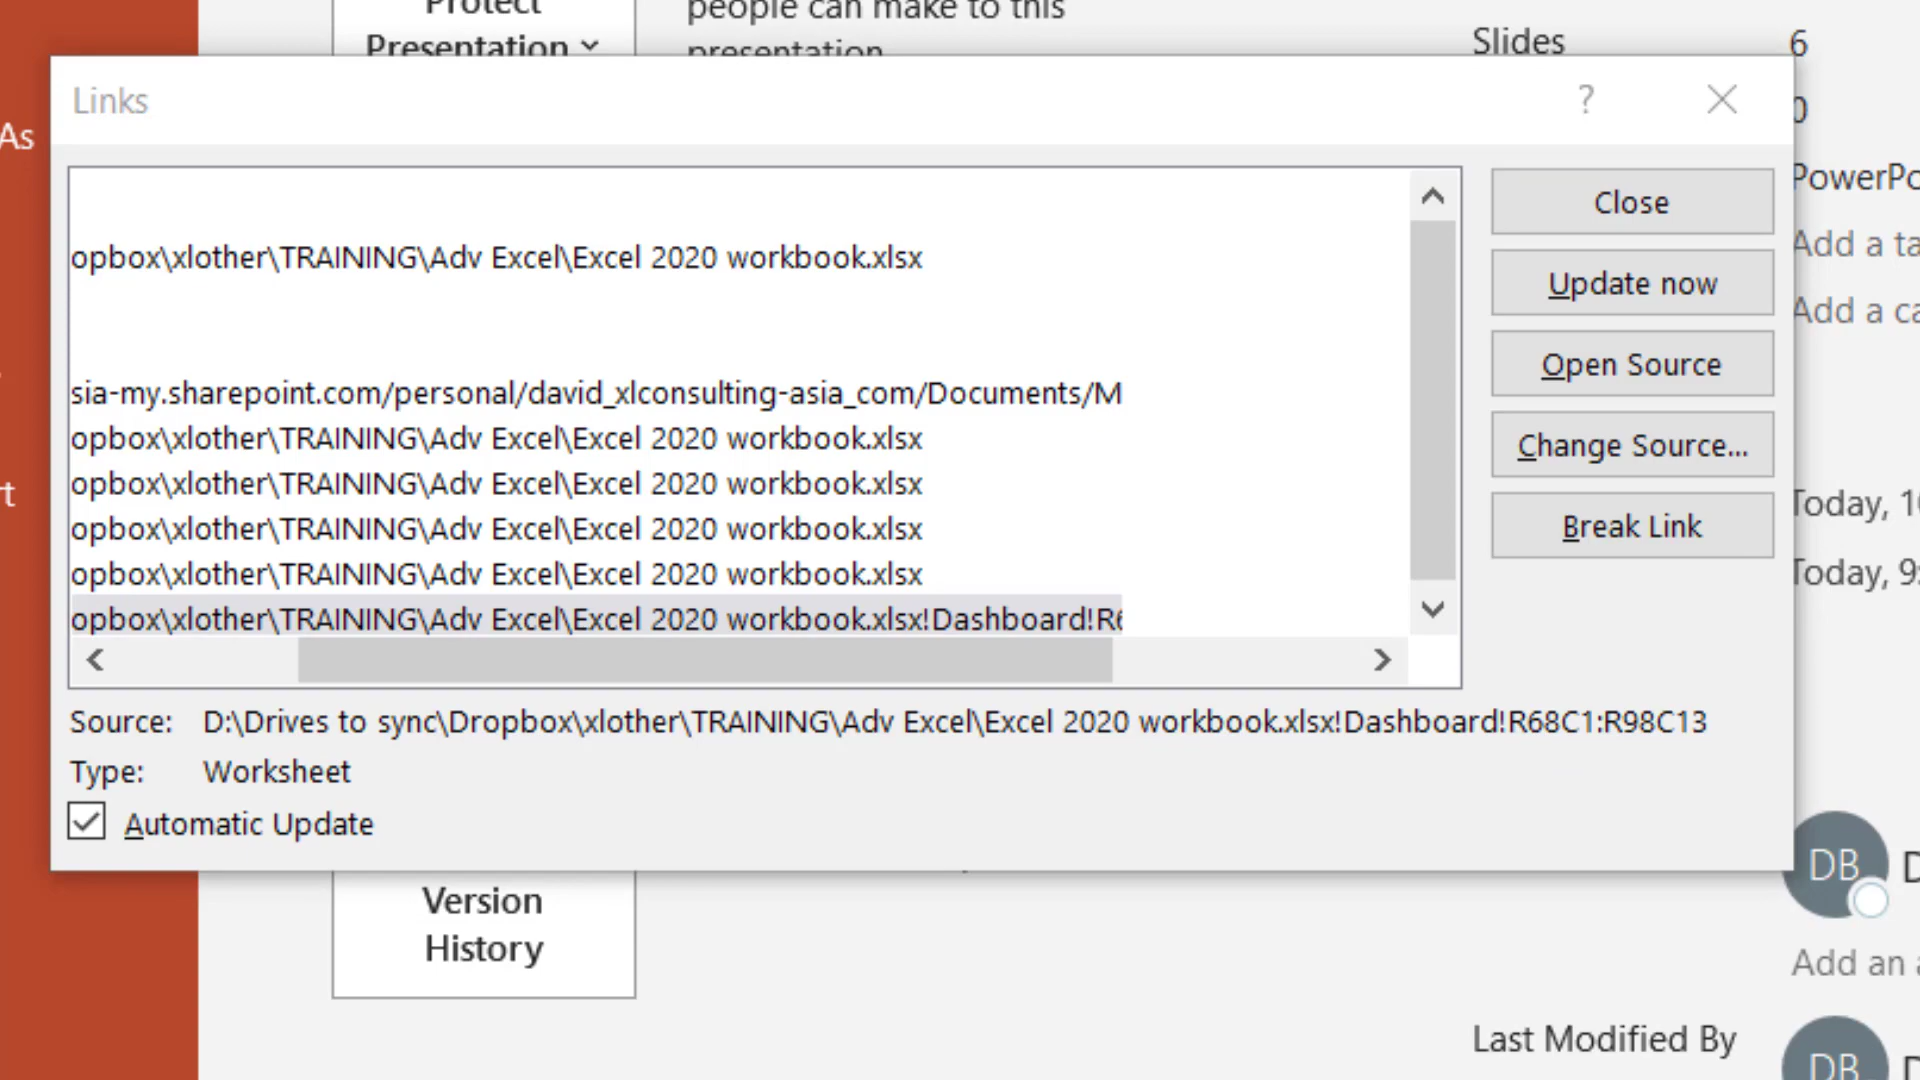 Protect
Presentation
people can make to this
presentation
Slides
6
0
Links
?
As
opbox\xlother\TRAINING\Adv Excel\Excel 2020 workbook.xlsx
sia-my.sharepoint.com/personal/david_xlconsulting-asia_com/Documents/M
opbox\xlother\TRAINING\Adv Excel\Excel 2020 workbook.xlsx
opbox\xlother\TRAINING\Adv Excel\Excel 2020 workbook.xlsx
opbox\xlother\TRAINING\Adv Excel\Excel 2020 workbook.xlsx
opbox\xlother\TRAINING\Adv Excel\Excel 2020 workbook.xlsx
opbox\xlother\TRAINING\Adv Excel\Excel 2020 workbook.xlsx!Dashboard!R6
Close
Update now
Open Source
Change Source...
Break Link
PowerPo
Add a ta
Add a ca
rt
Today, 10
Today, 9:
Source: D:\Drives to sync\Dropbox\xlother\TRAINING\Adv Excel\Excel 2020 workbook.xlsx!Dashboard!R68C1:R98C13
Type: Worksheet
Automatic Update
Version
History
DB
Add an a
Last Modified By
DB